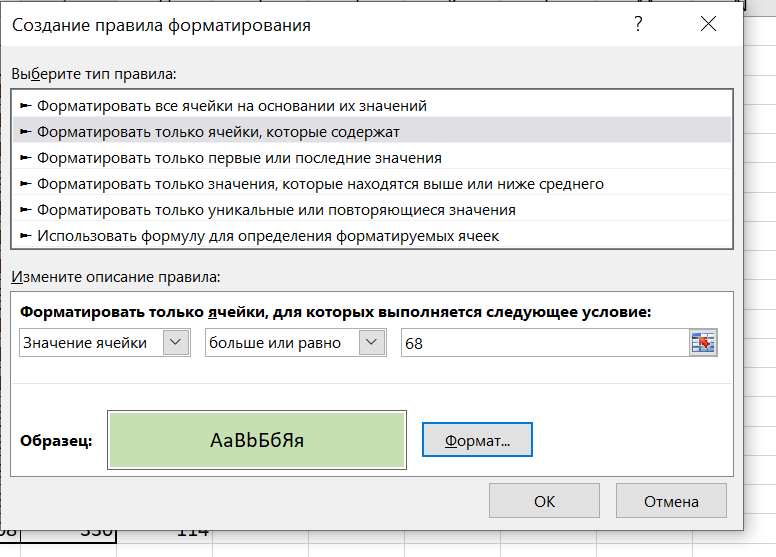 Создание правила форматирования
?
Выберите тип правила:
► Форматировать все ячейки на основании их значений
► Форматировать только ячейки, которые содержат
► Форматировать только первые или последние значения
► Форматировать только значения, которые находятся выше или ниже среднего
► Форматировать только уникальные или повторяющиеся значения
► Использовать формулу для определения форматируемых ячеек
Измените описание правила:
Форматировать только ячейки, для которых выполняется следующее условие:
Значение ячейки больше или равно 68
Образец: АаВbБбЯя Формат...
ОК Отмена